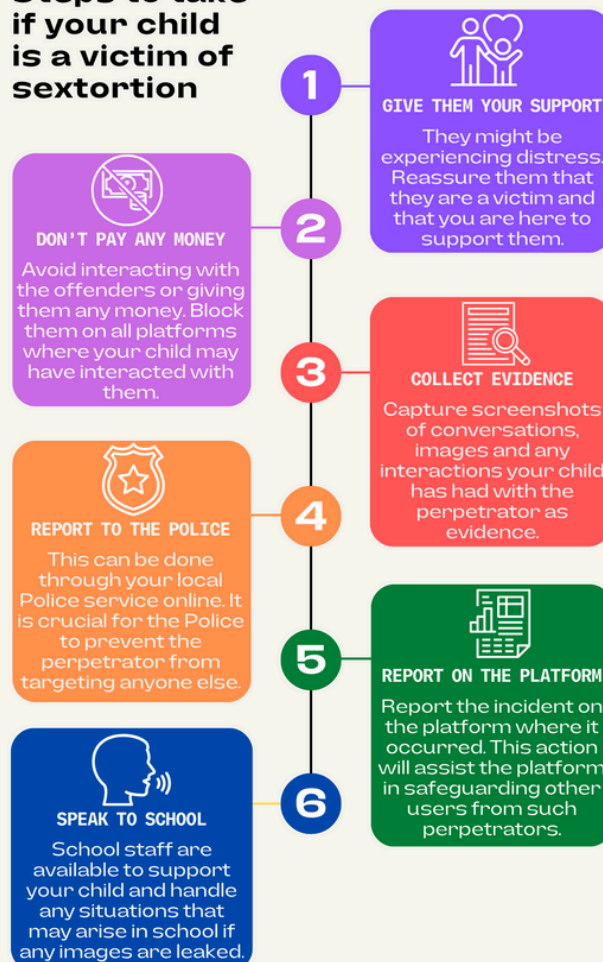 Steps to take
if your child
is a victim of
sextortion
1
GIVE THEM YOUR SUPPORT
They might be
experiencing distress.
Reassure them that
they are a victim and
that you are here to
support them.
2
DON'T PAY ANY MONEY
Avoid interacting with
the offenders or giving
them any money. Block
them on all platforms
where your child may
have interacted with
them.
3
COLLECT EVIDENCE
Capture screenshots
of conversations,
images and any
interactions your child
has had with the
perpetrator as
evidence.
4
REPORT TO THE POLICE
This can be done
through your local
Police service online. It
is crucial for the Police
to prevent the
perpetrator from
targeting anyone else.
5
REPORT ON THE PLATFORM
Report the incident on
the platform where it
occurred. This action
will assist the platform
in safeguarding other
users from such
perpetrators.
6
SPEAK TO SCHOOL
School staff are
available to support
your child and handle
any situations that
may arise in school if
any images are leaked.